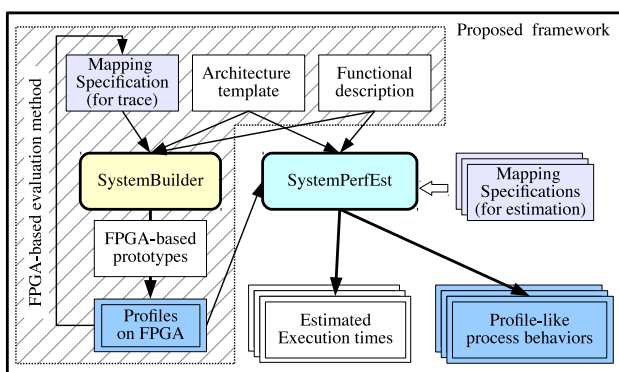 Proposed framework
FPGA-based evaluation method
Mapping
Specification
(for trace)
Architecture
template
Functional
description
SystemBuilder
SystemPerfEst
Mapping
Specifications
(for estimation)
FPGA-based
prototypes
Profiles
on FPGA
Estimated
Execution times
Profile-like
process behaviors